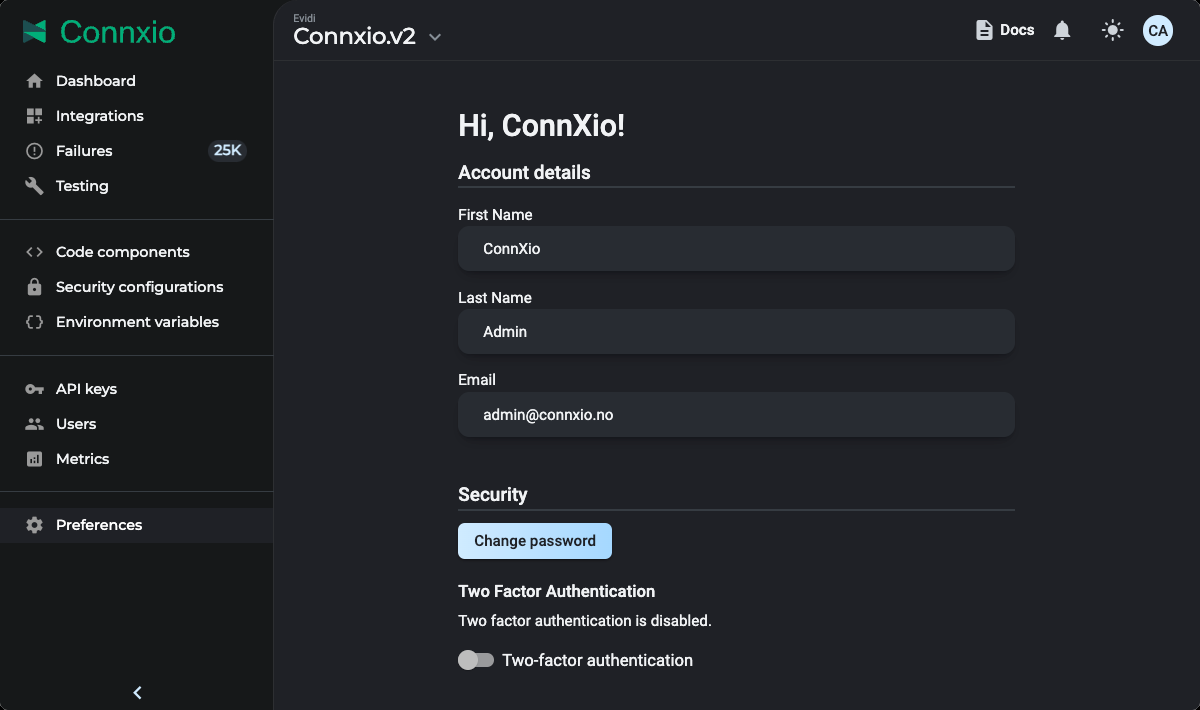 Connxio
Dashboard
Integrations
Failures 25K
Testing
Code components
Security configurations
Environment variables
API keys
Users
Metrics
Preferences
Evidi
Connxio.v2
Docs
CA
Hi, ConnXio!
Account details
First Name
ConnXio
Last Name
Admin
Email
admin@connxio.no
Security
Change password
Two Factor Authentication
Two factor authentication is disabled.
Two-factor authentication